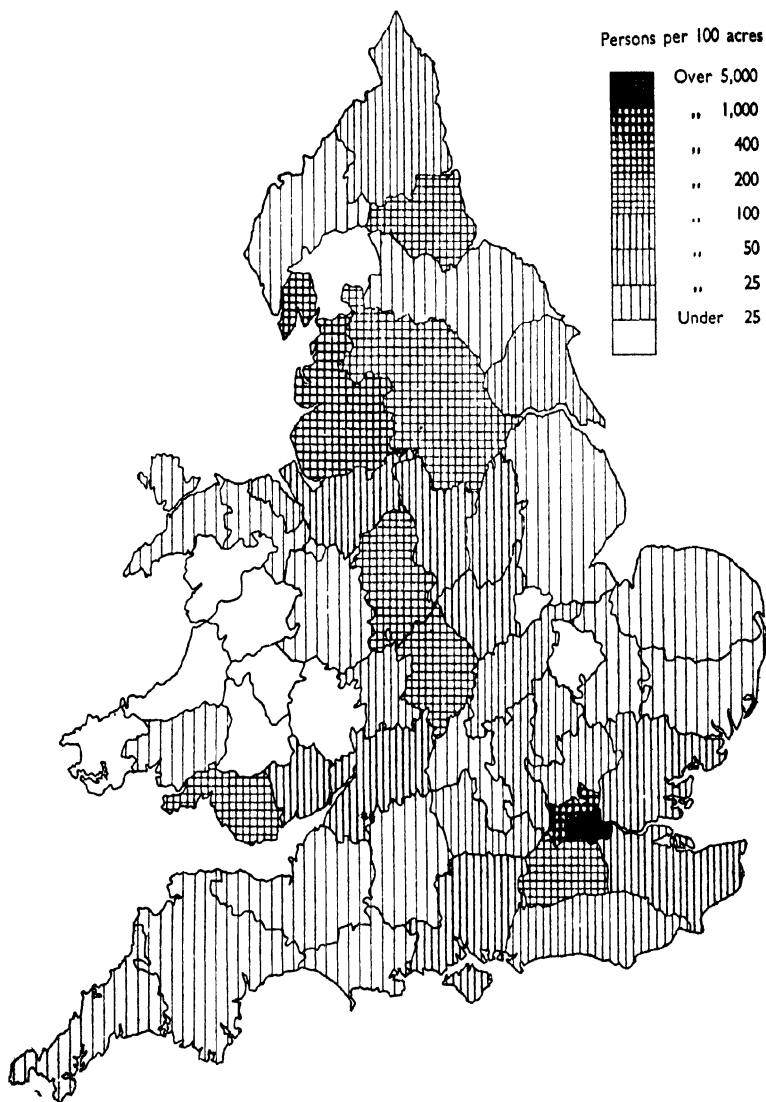 Persons per 100 acres
Over 5,000
„ 1,000
„ 400
„ 200
„ 100
„ 50
„ 25
Under 25